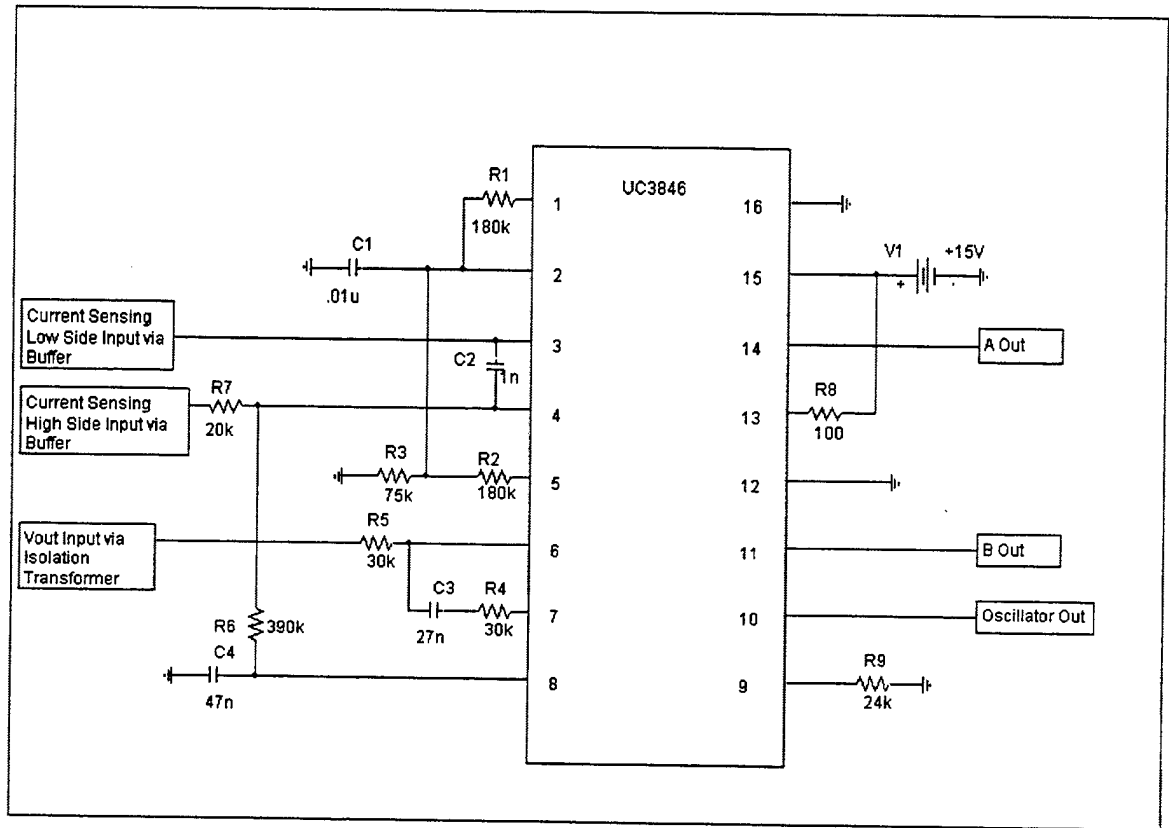 UC3846
R1
180k
1
16
C1
.01u
2
15
V1
+15V
+
Current Sensing
Low Side Input via
Buffer
3
14
A Out
C2
1n
R7
20k
Current Sensing
High Side Input via
Buffer
4
13
R8
100
R3
75k
R2
180k
5
12
Vout Input via
Isolation
Transformer
R5
30k
6
11
B Out
C3
27n
R4
30k
7
10
Oscillator Out
R6
390k
C4
47n
8
9
R9
24k